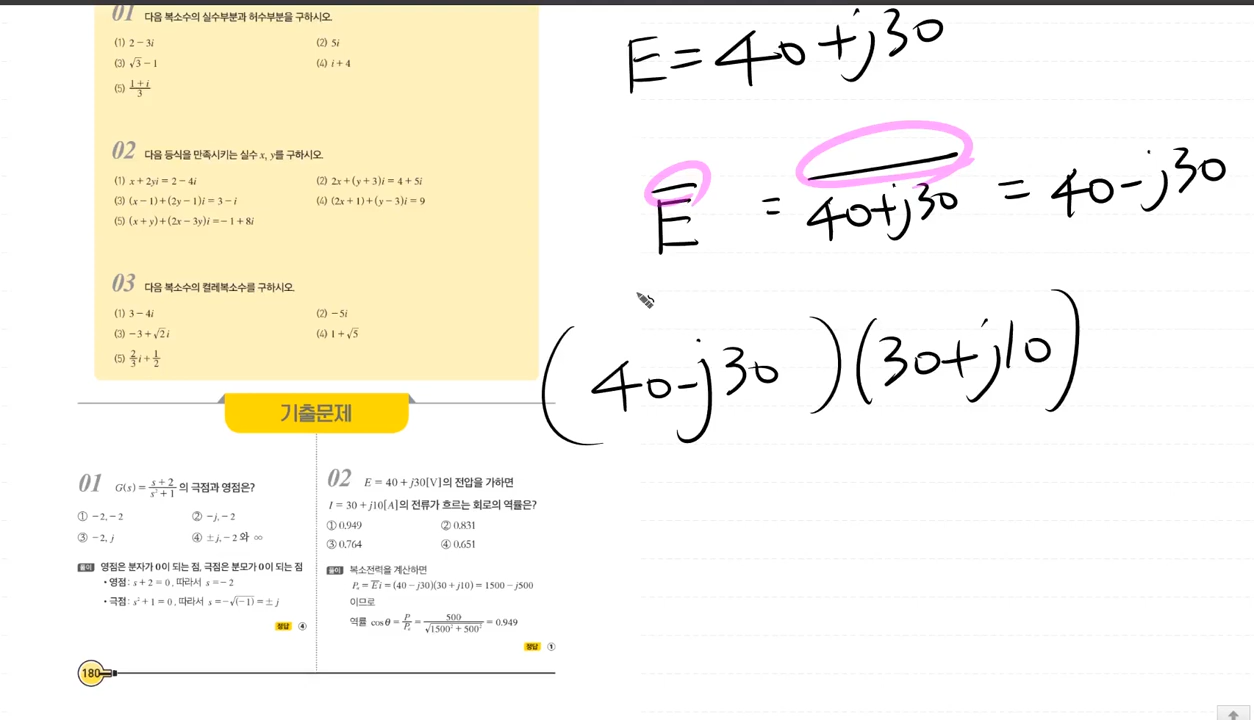 01 다음 복소수의 실수부분과 허수부분을 구하시오.
(1) 2 − 3i (2) 5i
(3) √3 − 1 (4) i + 4
(5) (1+i)/3
02 다음 등식을 만족시키는 실수 x, y를 구하시오.
(1) x + 2yi = 2 − 4i (2) 2x + (y + 3)i = 4 + 5i
(3) (x − 1) + (2y − 1)i = 3 − i (4) (2x + 1) + (y − 3)i = 9
(5) (x + y) + (2x − 3y)i = − 1 + 8i
03 다음 복소수의 컬레복소수를 구하시오.
(1) 3 − 4i (2) − 5i
(3) − 3 + √2 i (4) 1 + √5
(5) 2/3 i + 1/2
기출문제
01 G(s) = (s+2)/(s²+1) 의 극점과 영점은?
① −2, −2 ② −j, −2
③ −2, j ④ ±j, −2 와 ∞
풀이 영점은 분자가 0이 되는 점, 극점은 분모가 0이 되는 점
• 영점: s + 2 = 0, 따라서 s = −2
• 극점: s² + 1 = 0, 따라서 s = −√(−1) = ± j
정답 ④
02 E = 40 + j30[V]의 전압을 가하면
I = 30 + j10[A]의 전류가 흐르는 회로의 역률은?
① 0.949 ② 0.831
③ 0.764 ④ 0.651
풀이 복소전력을 계산하면
Pₐ = E̅i = (40 − j30)(30 + j10) = 1500 − j500
이므로
역률 cosθ = P/Pₐ = 500/√(1500² + 500²) = 0.949
정답 ①
180
E = 40 + j30
E̅ = \overline{40+j30} = 40 − j30
(40 − j30)(30 + j10)